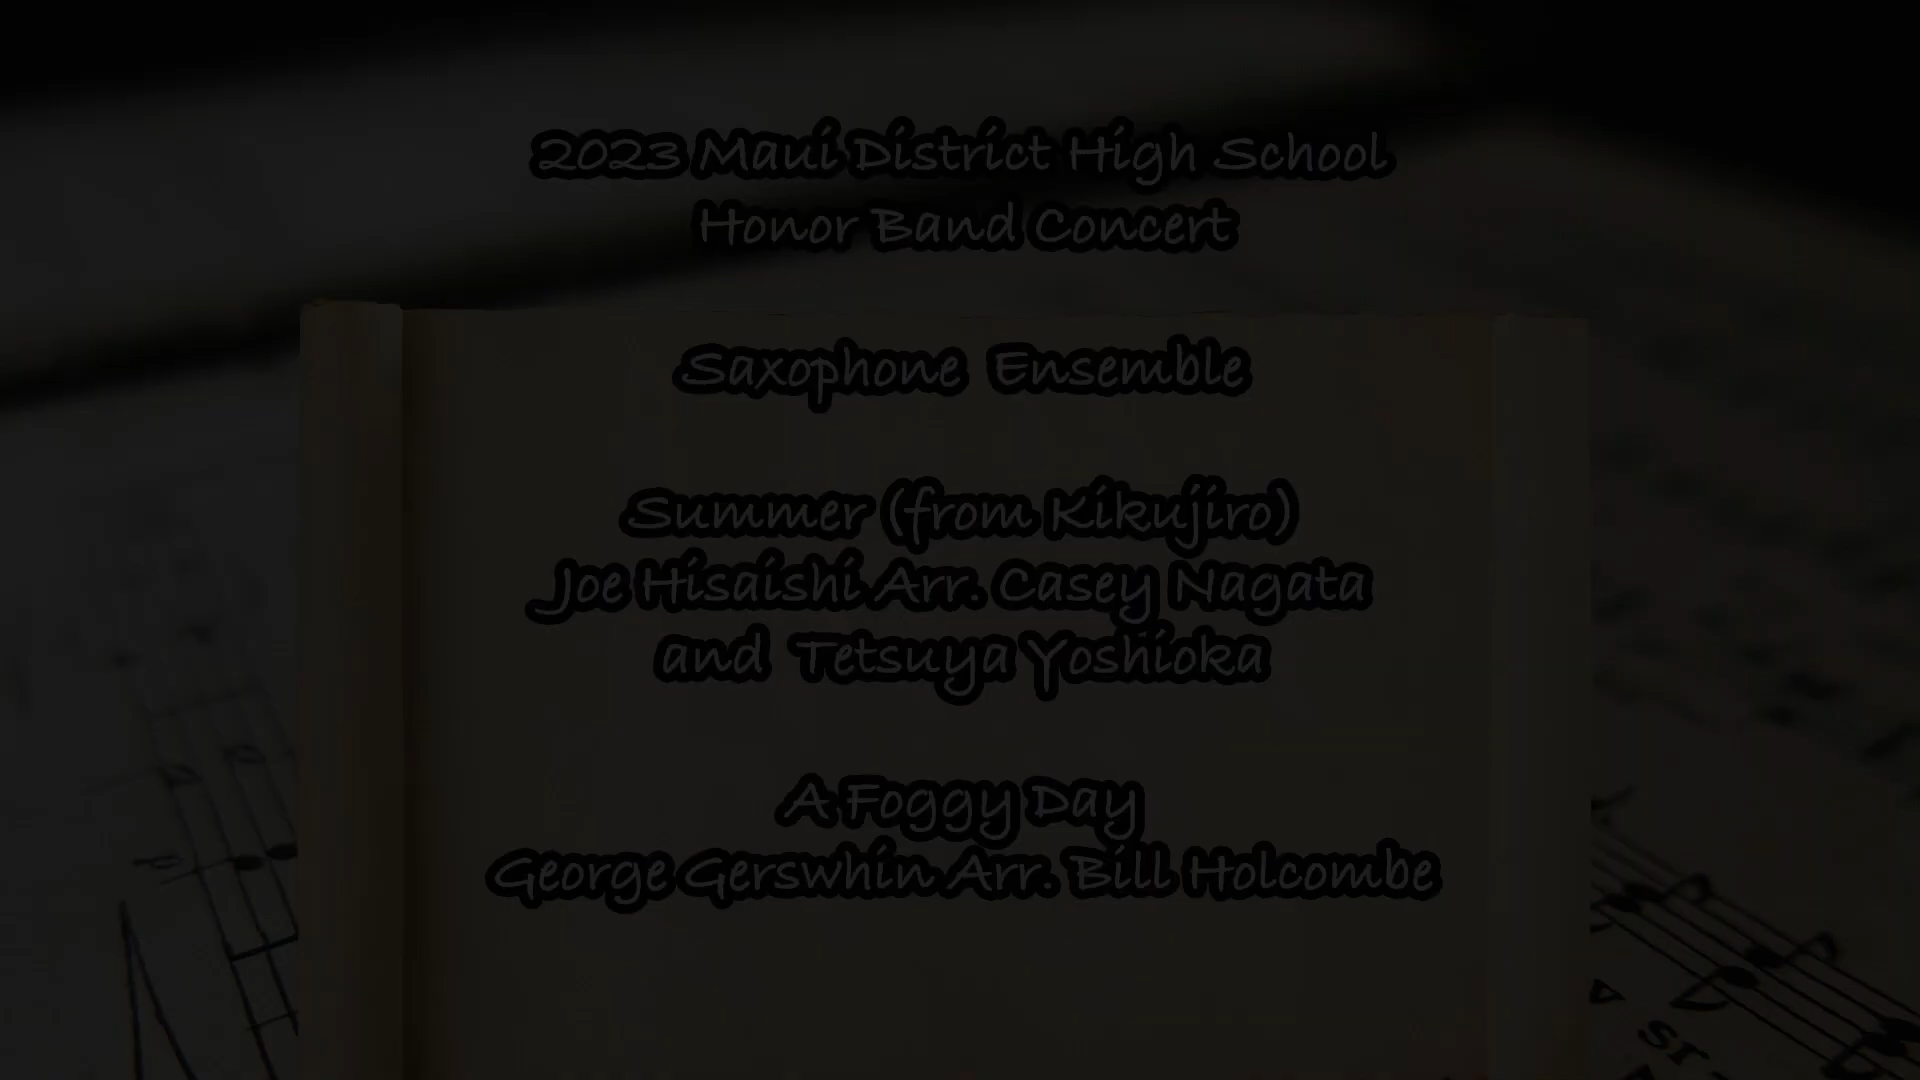 2023 Maui District High School
Honor Band Concert
Saxophone Ensemble
Summer (from Kikujiro)
Joe Hisaishi Arr. Casey Nagata
and Tetsuya Yoshioka
A Foggy Day
George Gerswhin Arr. Bill Holcombe
sr